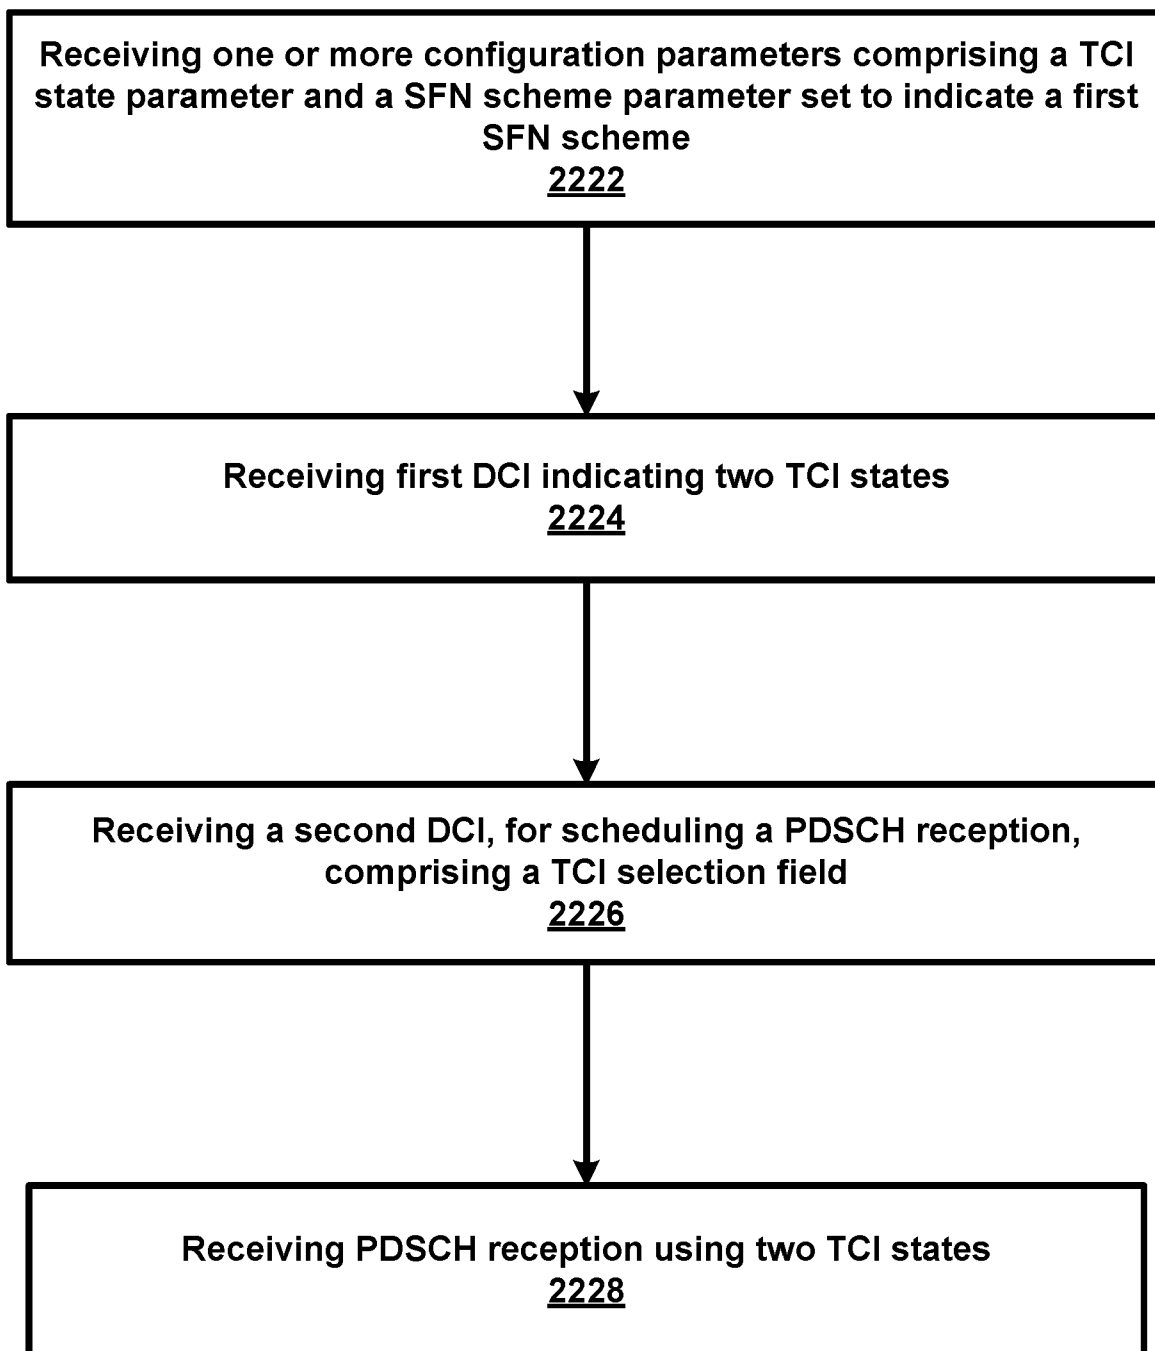 Receiving one or more configuration parameters comprising a TCI
state parameter and a SFN scheme parameter set to indicate a first
SFN scheme
2222
Receiving first DCI indicating two TCI states
2224
Receiving a second DCI, for scheduling a PDSCH reception,
comprising a TCI selection field
2226
Receiving PDSCH reception using two TCI states
2228